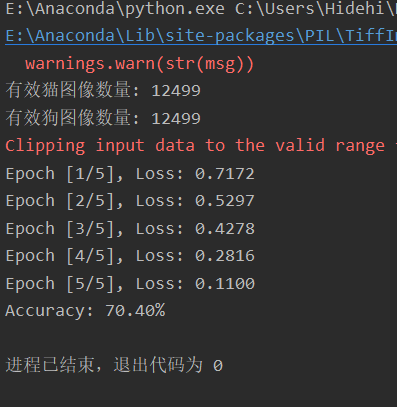 E:\Anaconda\python.exe C:\Users\Hidehi\
E:\Anaconda\Lib\site-packages\PIL\TiffIm
warnings.warn(str(msg))
有效猫图像数量: 12499
有效狗图像数量: 12499
Clipping input data to the valid range
Epoch [1/5], Loss: 0.7172
Epoch [2/5], Loss: 0.5297
Epoch [3/5], Loss: 0.4278
Epoch [4/5], Loss: 0.2816
Epoch [5/5], Loss: 0.1100
Accuracy: 70.40%
进程已结束，退出代码为 0